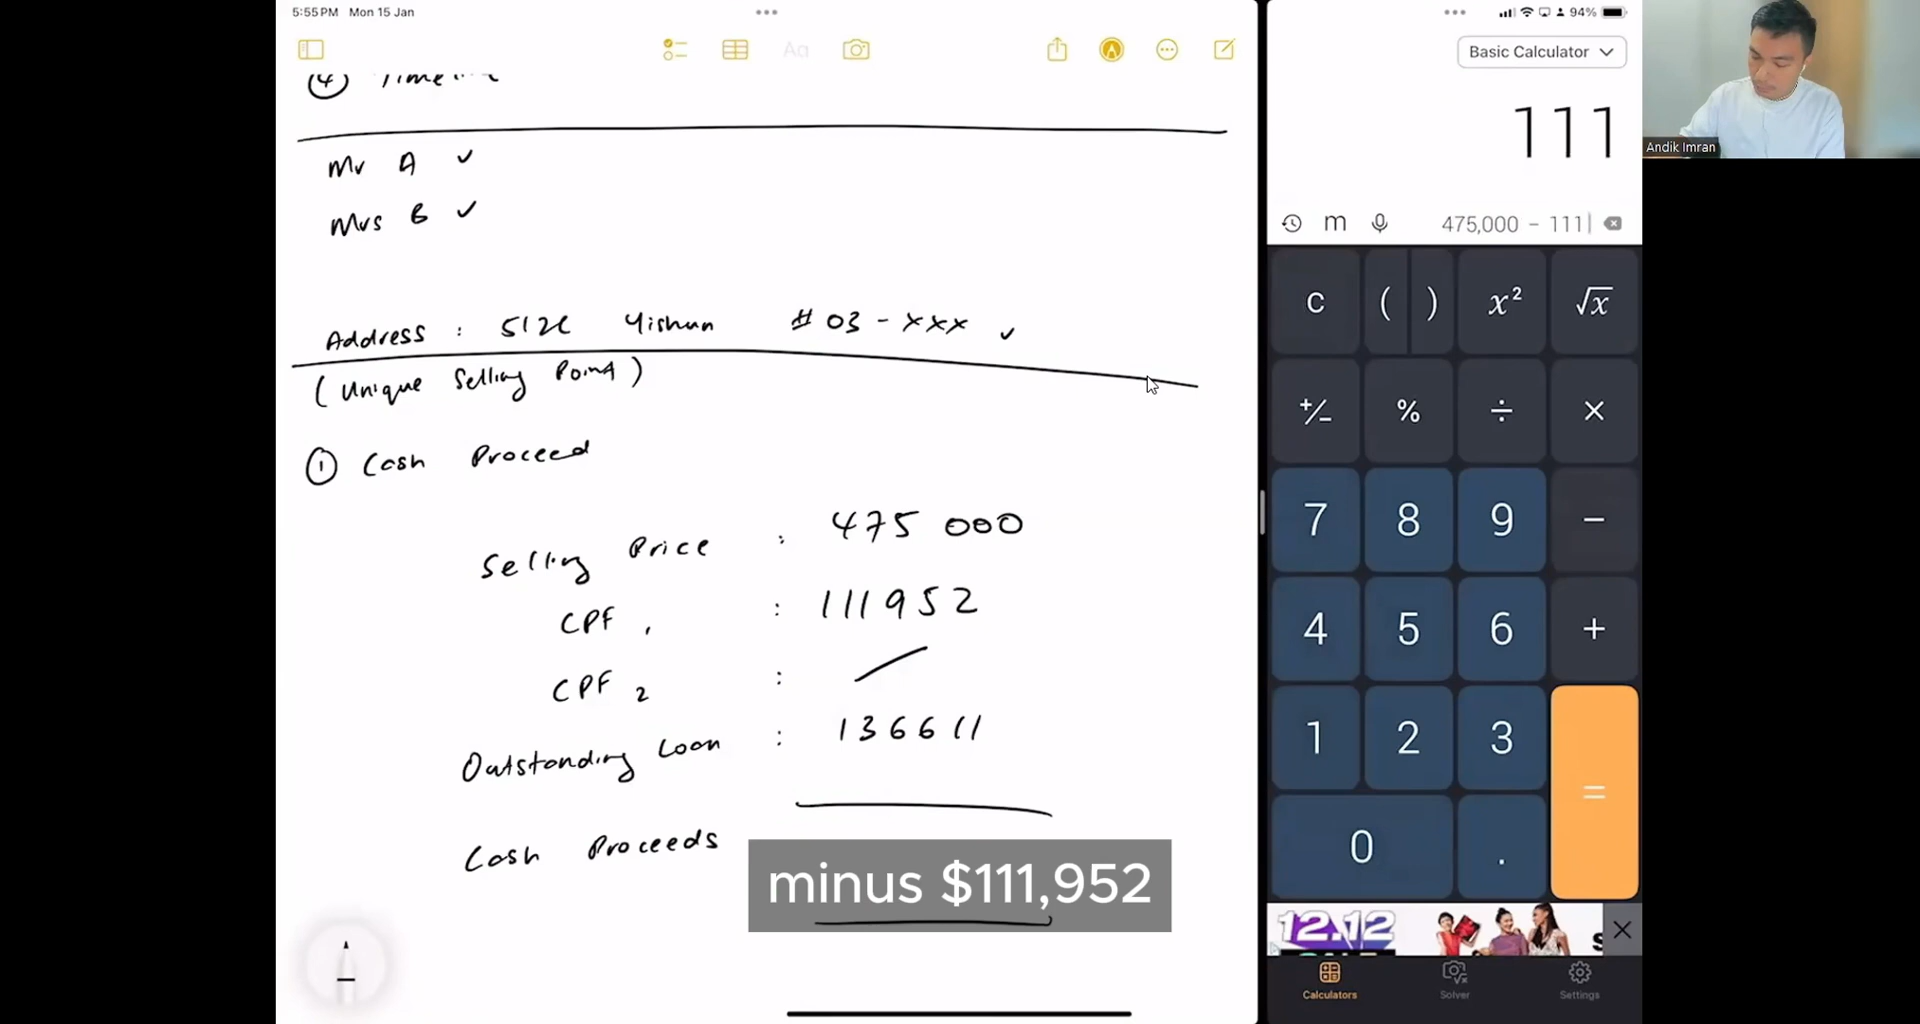 5:55 PM Mon 15 Jan
94%
Aa
Basic Calculator
111
Andik Imran
④ Timeli
Mr A ✓
Mrs B ✓
m 475,000 − 111
Address : 512C Yishun # 03 - XXX ✓
(Unique Selling Point)
① Cash Proceed
Selling Price : 475 000
CPF 1 : 111952
CPF 2 : /
Outstanding Loan : 136611
Cash Proceeds
minus $111,952
C ( ) x² √x
+/- % ÷ ×
7 8 9 −
4 5 6 +
1 2 3 =
0 .
12.12
Calculators Solver Settings